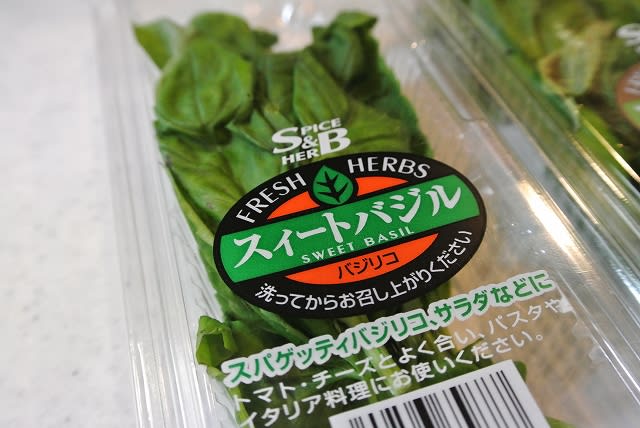 SPICE
&
HERB
FRESH HERBS
スィートバジル
SWEET BASIL
バジリコ
洗ってからお召し上がりください
スパゲッティバジリコ、サラダなどに
トマト・チーズとよく合い、パスタや
イタリア料理にお使いください。